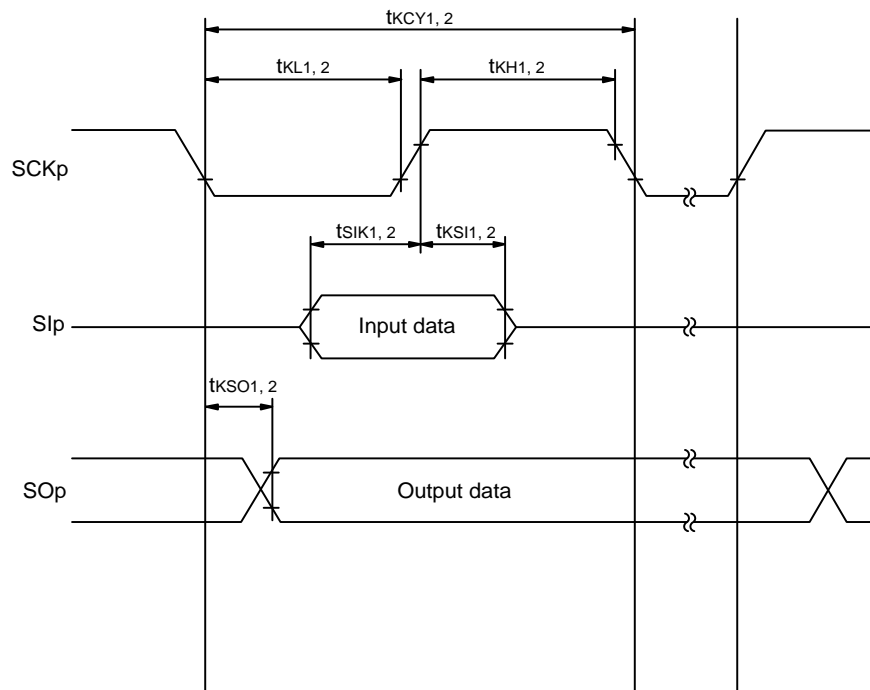 tKCY1, 2
tKL1, 2
tKH1, 2
SCKp
tSIK1, 2
tKSI1, 2
SIp
Input data
tKSO1, 2
SOp
Output data